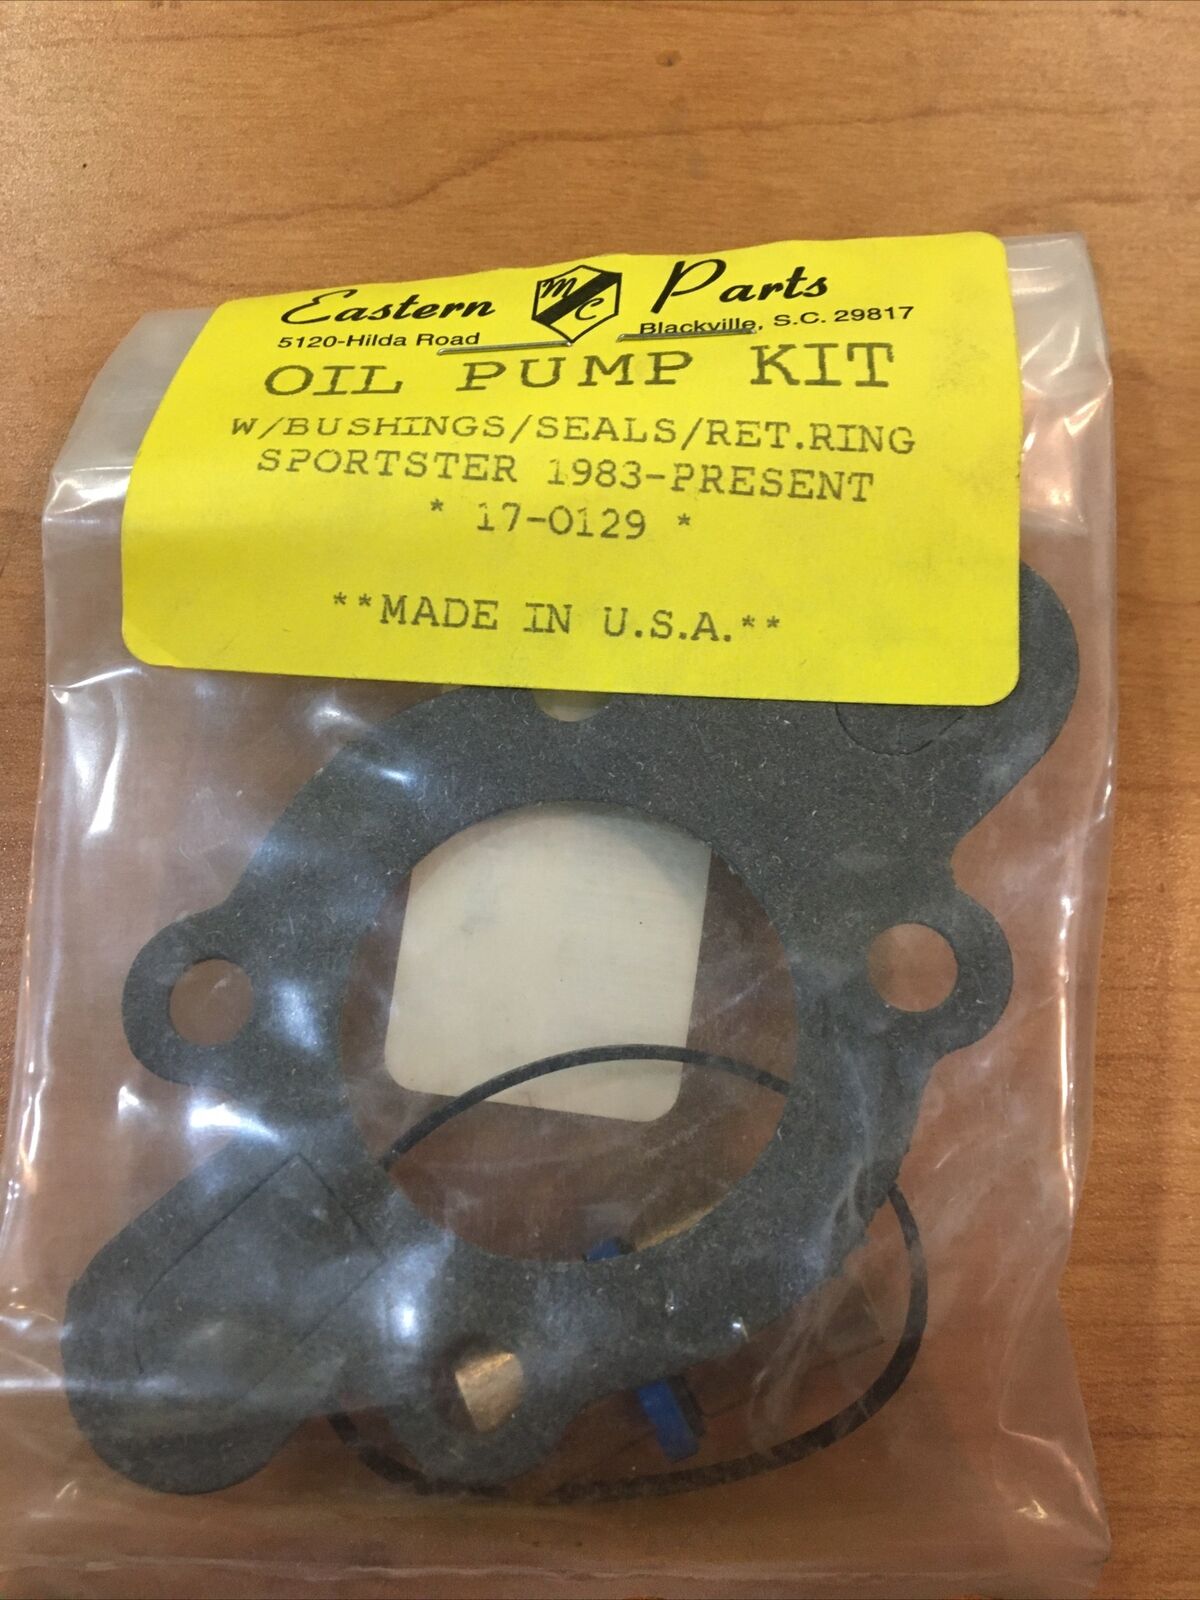 Eastern MC Parts
5120-Hilda Road Blackville, S.C. 29817
OIL PUMP KIT
W/BUSHINGS/SEALS/RET.RING
SPORTSTER 1983-PRESENT
* 17-0129 *
**MADE IN U.S.A.**